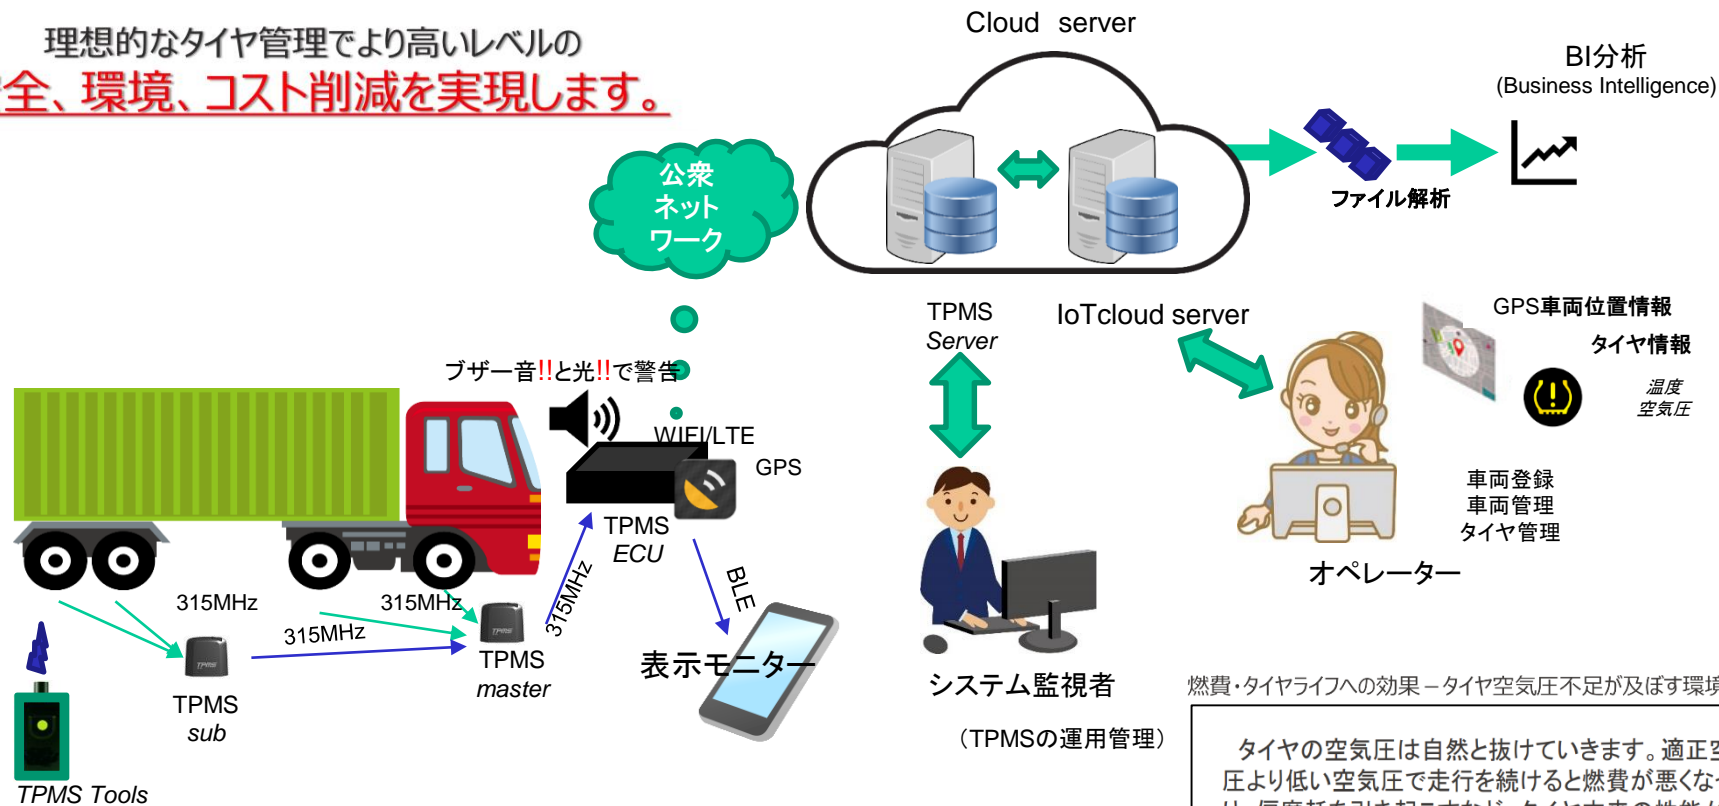 理想的なタイヤ管理でより高いレベルの
全、環境、コスト削減を実現します。
Cloud server
BI分析
(Business Intelligence)
公衆
ネット
ワーク
ファイル解析
TPMS
Server
IoTcloud server
GPS車両位置情報
タイヤ情報
温度
空気圧
ブザー音!!と光!!で警告
WIFI/LTE
GPS
TPMS
ECU
車両登録
車両管理
タイヤ管理
オペレーター
315MHz
315MHz
315MHz
315MHz
BLE
TPMS
TPMS
sub
TPMS
TPMS
master
表示モニター
システム監視者
（TPMSの運用管理）
TPMS Tools
燃費・タイヤライフへの効果 – タイヤ空気圧不足が及ぼす環境
タイヤの空気圧は自然と抜けていきます。適正空
圧より低い空気圧で走行を続けると燃費が悪くな